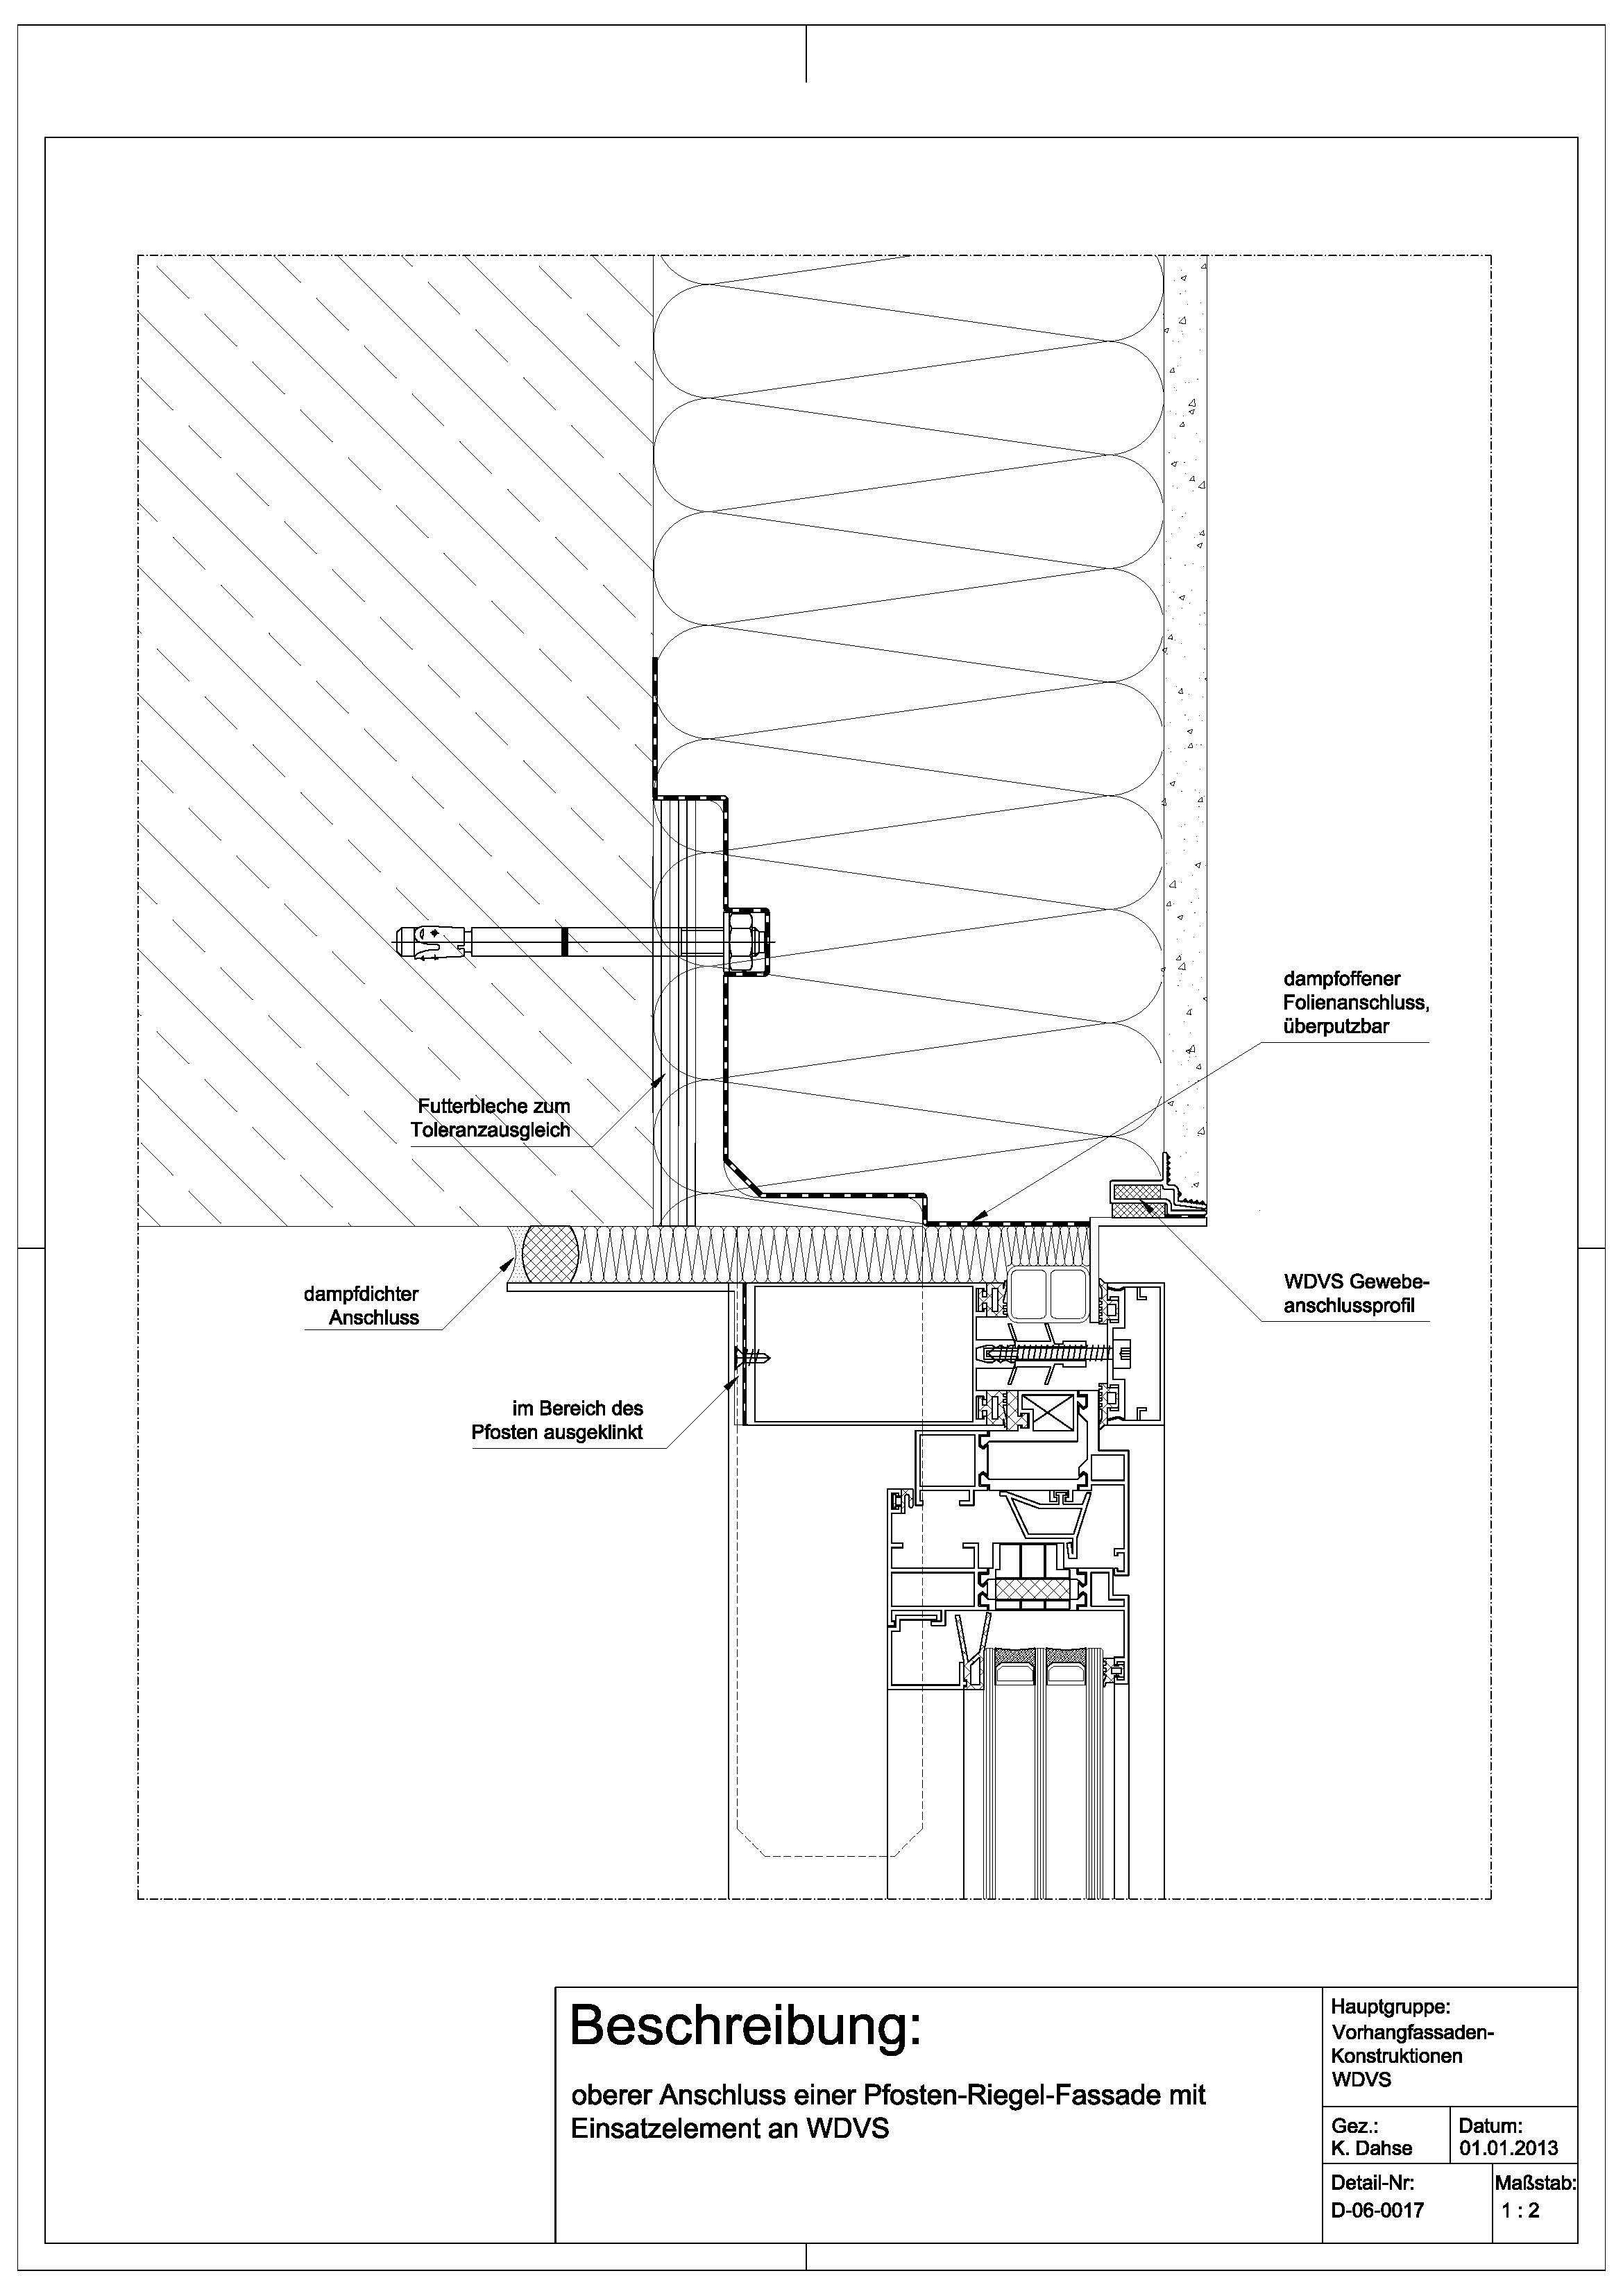 dampfoffener
Folienanschluss,
überputzbar
Futterbleche zum
Toleranzausgleich
dampfdichter
Anschluss
WDVS Gewebe-
anschlussprofil
im Bereich des
Pfosten ausgeklinkt
Beschreibung:
oberer Anschluss einer Pfosten-Riegel-Fassade mit
Einsatzelement an WDVS
Hauptgruppe:
Vorhangfassaden-
Konstruktionen
WDVS
Gez.:
K. Dahse
Datum:
01.01.2013
Detail-Nr:
D-06-0017
Maßstab:
1 : 2